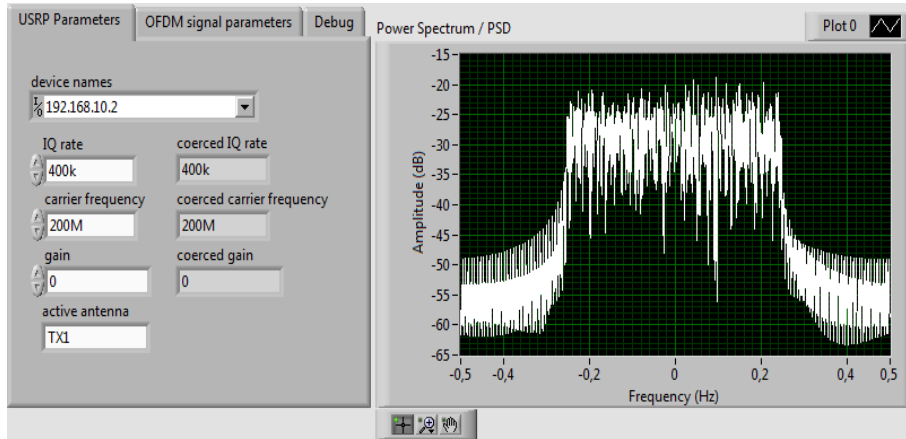 USRP Parameters
OFDM signal parameters
Debug
device names
I/O 192.168.10.2
IQ rate
coerced IQ rate
400k
400k
carrier frequency
coerced carrier frequency
200M
200M
gain
coerced gain
0
0
active antenna
TX1
Power Spectrum / PSD
Plot 0
Amplitude (dB)
-15
-20
-25
-30
-35
-40
-45
-50
-55
-60
-65
-0,5
-0,4
-0,2
0
0,2
0,4
0,5
Frequency (Hz)